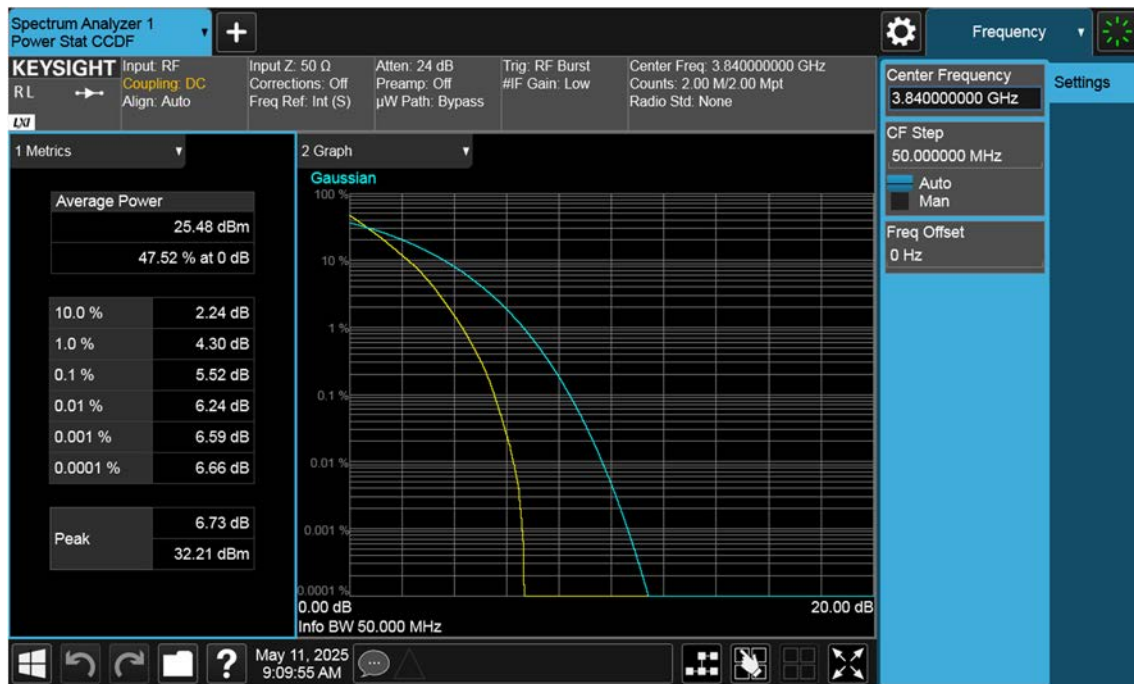 Spectrum Analyzer 1
Power Stat CCDF
Frequency
KEYSIGHT
R L
LXI
Input: RF
Coupling: DC
Align: Auto
Input Z: 50 Ω
Corrections: Off
Freq Ref: Int (S)
Atten: 24 dB
Preamp: Off
µW Path: Bypass
Trig: RF Burst
#IF Gain: Low
Center Freq: 3.840000000 GHz
Counts: 2.00 M/2.00 Mpt
Radio Std: None
Center Frequency
3.840000000 GHz
Settings
CF Step
50.000000 MHz
Auto
Man
Freq Offset
0 Hz
1 Metrics
Average Power
25.48 dBm
47.52 % at 0 dB
10.0 % 2.24 dB
1.0 % 4.30 dB
0.1 % 5.52 dB
0.01 % 6.24 dB
0.001 % 6.59 dB
0.0001 % 6.66 dB
Peak
6.73 dB
32.21 dBm
2 Graph
Gaussian
100 %
10 %
1 %
0.1 %
0.01 %
0.001 %
0.0001 %
0.00 dB 20.00 dB
Info BW 50.000 MHz
?
May 11, 2025
9:09:55 AM